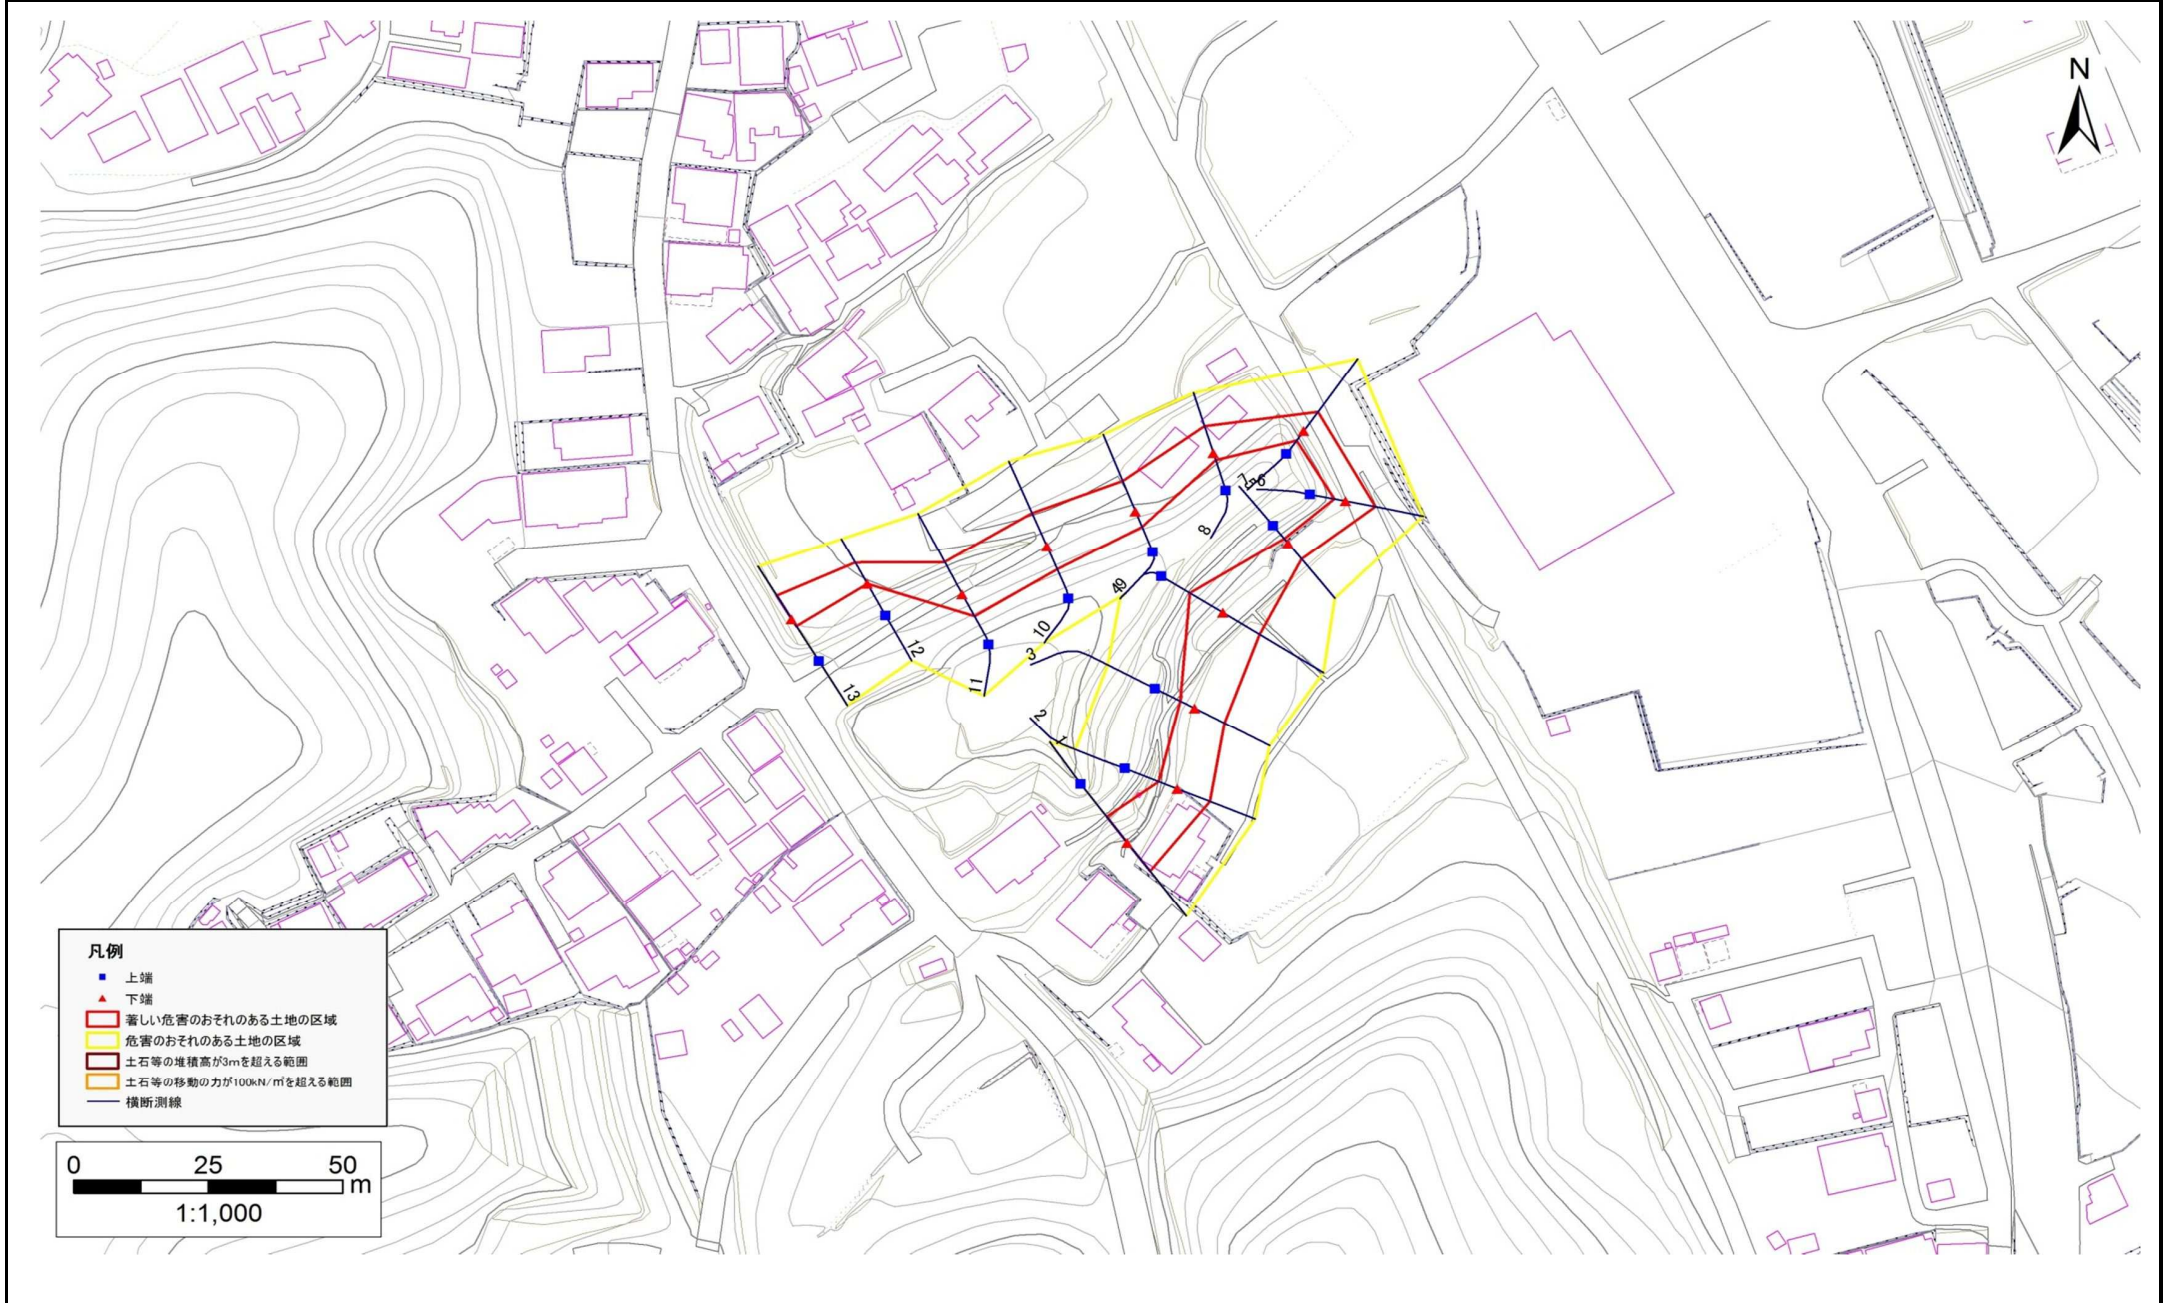 N
7
5
6
8
49
10
3
12
11
13
2
1
凡例
上端
下端
著しい危害のおそれのある土地の区域
危害のおそれのある土地の区域
土石等の堆積高が3mを超える範囲
土石等の移動の力が100kN/㎡を超える範囲
横断測線
0 25 50
m
1:1,000